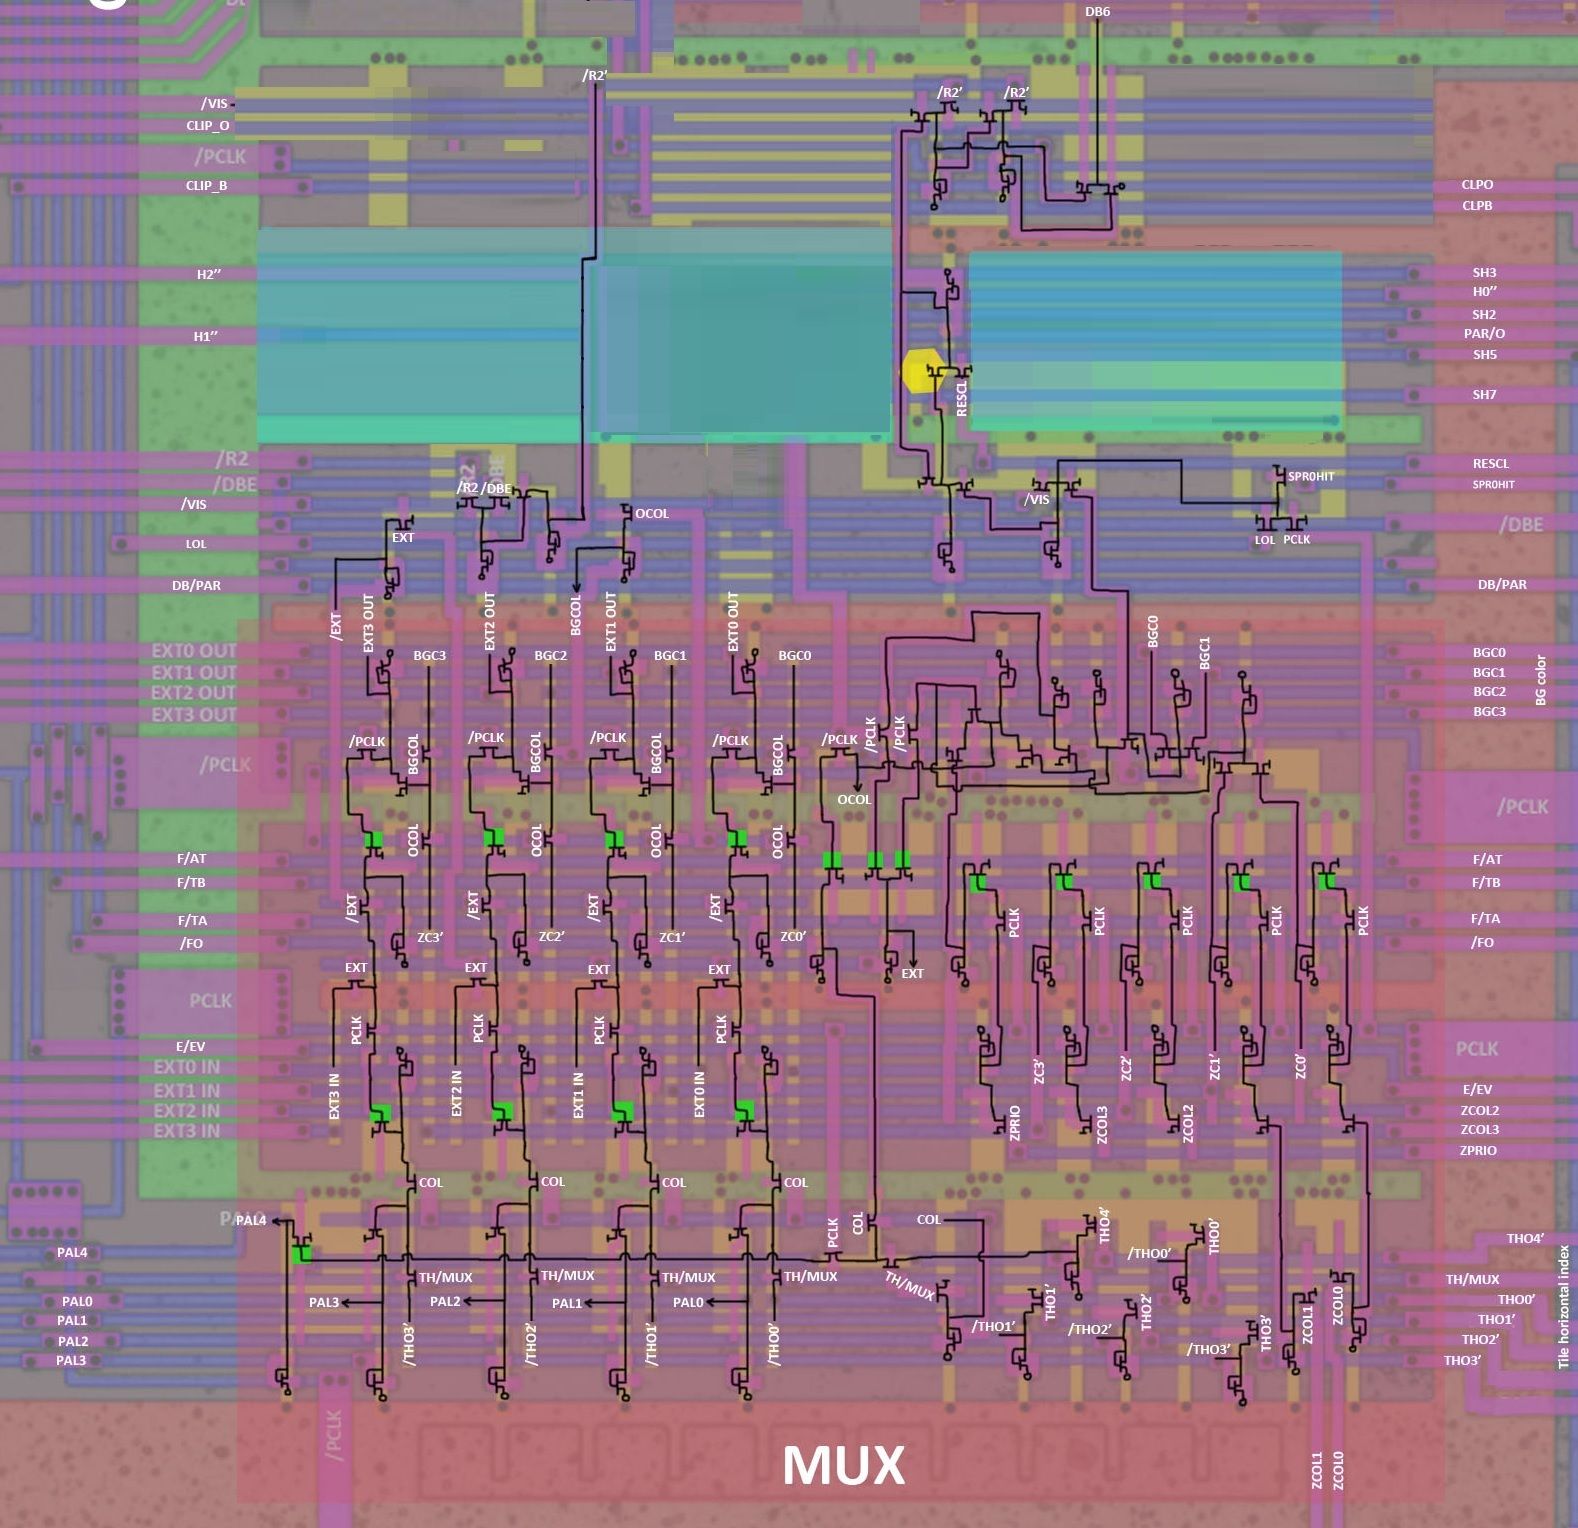 DB6
/R2'
/VIS
/R2'
/R2'
CLIP_O
/PCLK
CLIP_B
CLPO
CLPB
H2''
SH3
H0''
SH2
H1''
PAR/O
SH5
RESCL
SH7
/R2
RESCL
/R2
/DBE
/DBE
SPR0HIT
SPR0HIT
/R2
/DBE
/VIS
/VIS
OCOL
/DBE
EXT
LOL
PCLK
LOL
DB/PAR
DB/PAR
/EXT
EXT3 OUT
EXT2 OUT
BGCOL
EXT1 OUT
EXT0 OUT
BGC0
BGC1
EXT0 OUT
BGC3
BGC2
BGC1
BGC0
BGC0
EXT1 OUT
BGC1
EXT2 OUT
BGC2
EXT3 OUT
BGC3
BG color
/PCLK
/PCLK
/PCLK
/PCLK
/PCLK
/PCLK
/PCLK
/PCLK
BGCOL
BGCOL
BGCOL
BGCOL
OCOL
/PCLK
OCOL
OCOL
OCOL
OCOL
F/AT
F/AT
F/TB
F/TB
/EXT
/EXT
/EXT
/EXT
PCLK
PCLK
PCLK
PCLK
PCLK
F/TA
F/TA
/FO
ZC3'
ZC2'
ZC1'
ZC0'
/FO
EXT
EXT
EXT
EXT
EXT
PCLK
PCLK
PCLK
PCLK
PCLK
PCLK
E/EV
EXT0 IN
ZC3'
ZC2'
ZC1'
ZC0'
EXT1 IN
E/EV
EXT3 IN
EXT2 IN
EXT1 IN
EXT0 IN
EXT2 IN
ZCOL2
EXT3 IN
ZPRIO
ZCOL3
ZCOL2
ZCOL3
ZPRIO
COL
COL
COL
COL
PAL4
PCLK
COL
COL
THO4'
THO0'
THO4'
PAL4
/THO0'
TH/MUX
TH/MUX
TH/MUX
TH/MUX
TH/MUX
TH/MUX
PAL0
PAL3
PAL2
PAL1
PAL0
THO1'
THO2'
ZCOL1
ZCOL0
THO0'
PAL1
/THO1'
/THO2'
THO3'
THO1'
PAL2
/THO3'
/THO2'
/THO1'
/THO0'
/THO3'
THO2'
PAL3
THO3'
Tile horizontal index
/PCLK
MUX
ZCOL1
ZCOL0